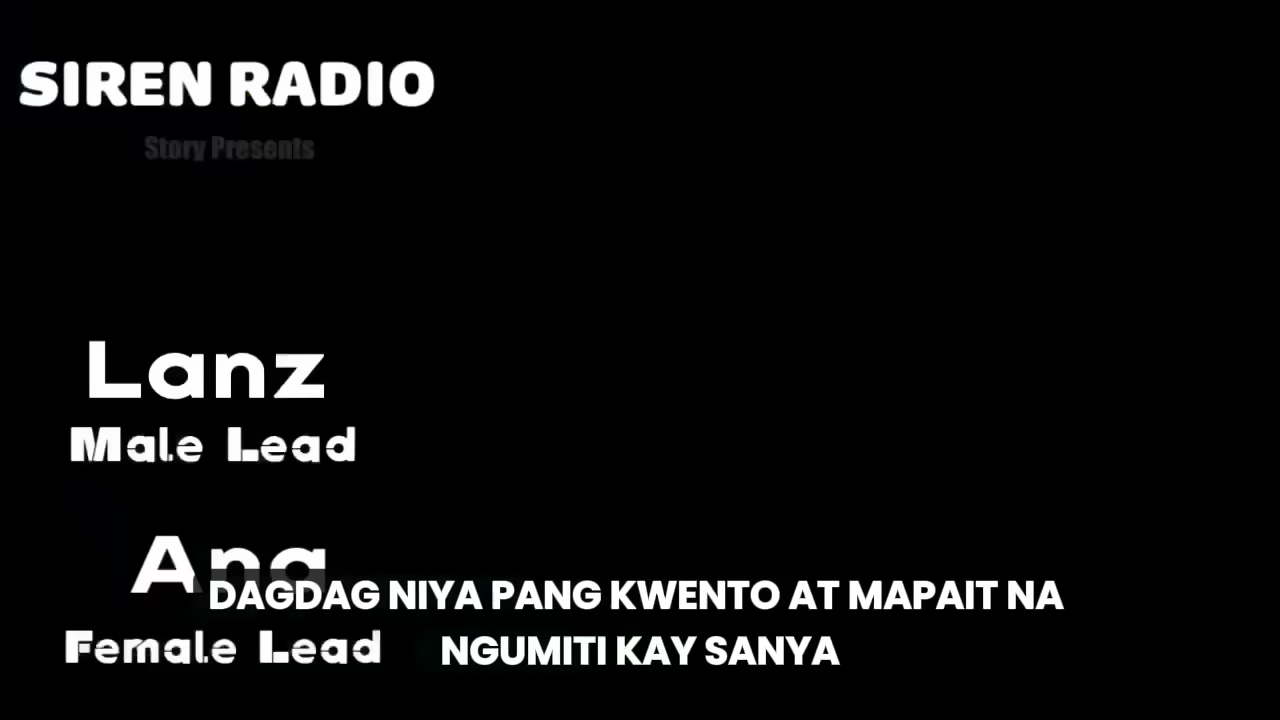 SIREN RADIO
Story Presents
Lanz
Male Lead
Ana
DAGDAG NIYA PANG KWENTO AT MAPAIT NA
Female Lead
NGUMITI KAY SANYA